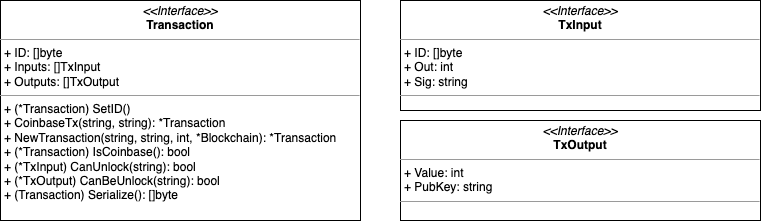 <<Interface>>
Transaction
+ ID: []byte
+ Inputs: []TxInput
+ Outputs: []TxOutput
+ (*Transaction) SetID()
+ CoinbaseTx(string, string): *Transaction
+ NewTransaction(string, string, int, *Blockchain): *Transaction
+ (*Transaction) IsCoinbase(): bool
+ (*TxInput) CanUnlock(string): bool
+ (*TxOutput) CanBeUnlock(string): bool
+ (Transaction) Serialize(): []byte
<<Interface>>
TxInput
+ ID: []byte
+ Out: int
+ Sig: string
<<Interface>>
TxOutput
+ Value: int
+ PubKey: string